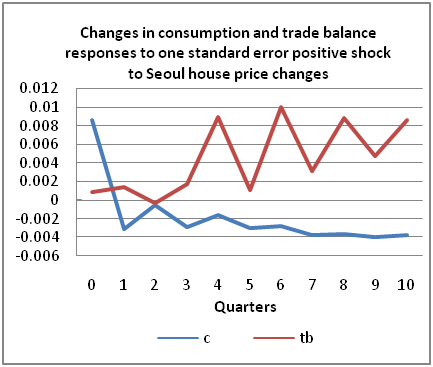 Changes in consumption and trade balance
responses to one standard error positive shock
to Seoul house price changes
0.012
0.01
0.008
0.006
0.004
0.002
0
-0.002
-0.004
-0.006
0 1 2 3 4 5 6 7 8 9 10
Quarters
c tb